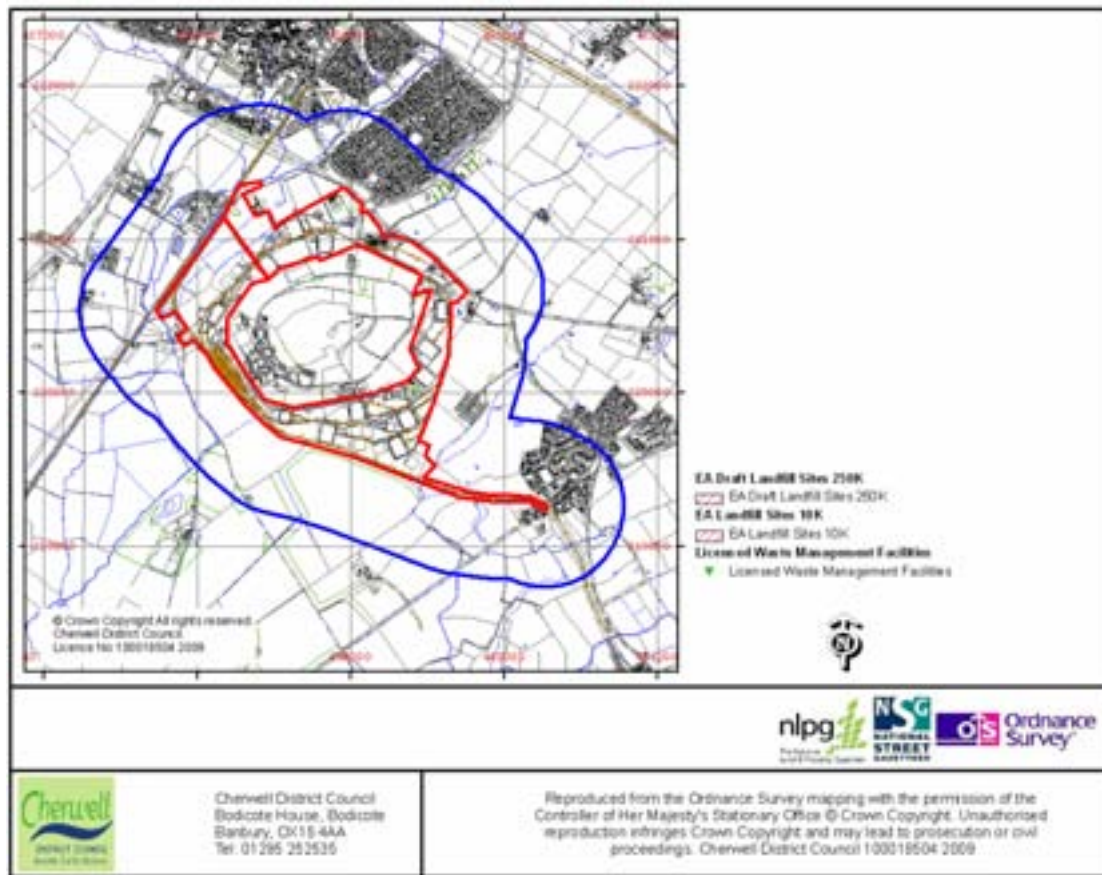 © Crown Copyright All rights reserved
Cherwell District Council
Licence No 100018504 2009
EA Draft Landfill Sites 250K
EA Draft Landfill Sites 250K
EA Landfill Sites 10K
EA Landfill Sites 10K
Licensed Waste Management Facilities
Licensed Waste Management Facilities
N
nlpg
NSG
NATIONAL
STREET
GAZETTEER
OS
Ordnance
Survey
Cherwell
DISTRICT COUNCIL
Cherwell District Council
Bodicote House, Bodicote
Banbury, OX15 4AA
Tel: 01295 252535
Reproduced from the Ordnance Survey mapping with the permission of the
Controller of Her Majesty's Stationary Office © Crown Copyright. Unauthorised
reproduction infringes Crown Copyright and may lead to prosecution or civil
proceedings. Cherwell District Council 100018504 2009